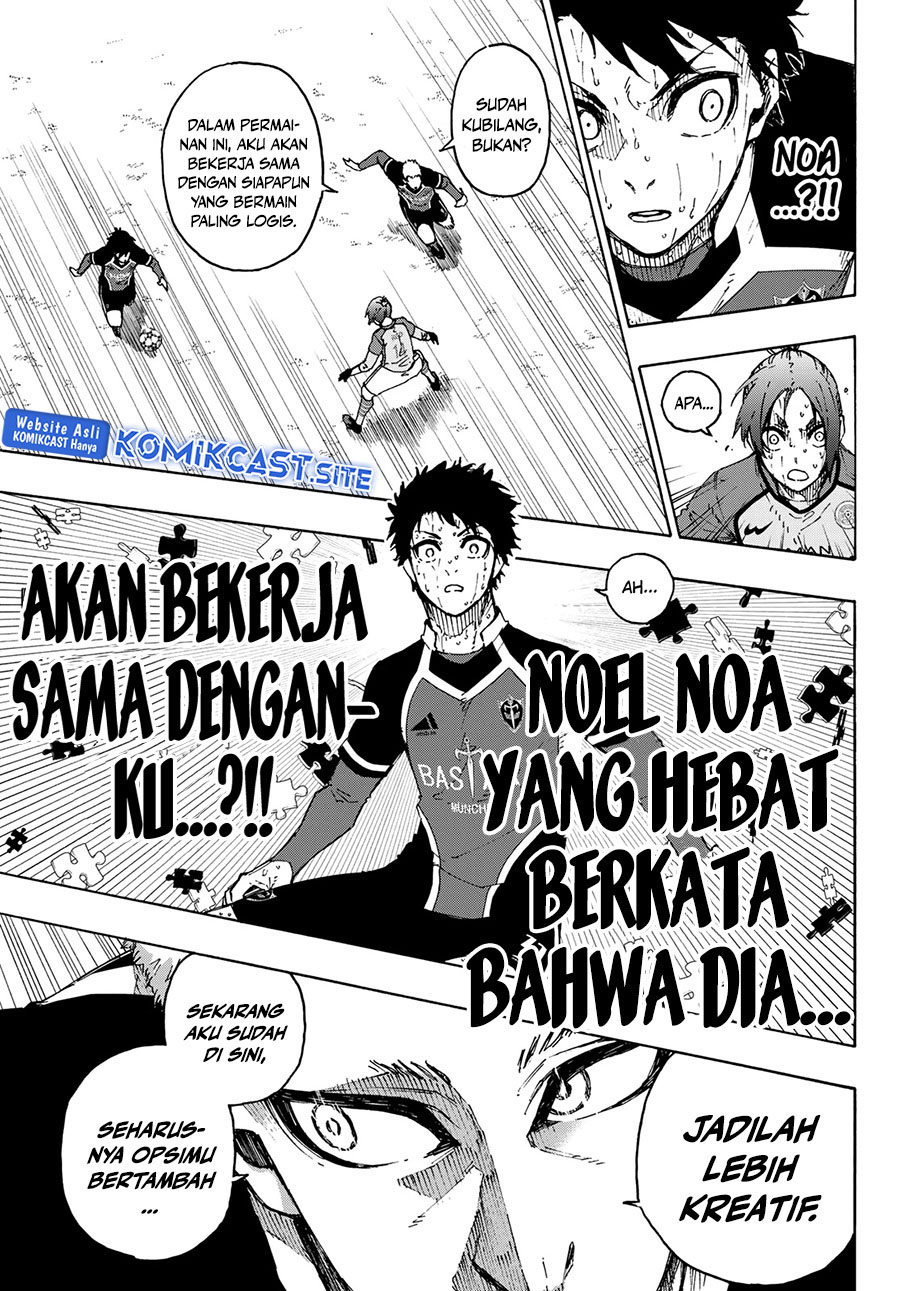 NOA
....?!!
SUDAH
KUBILANG,
BUKAN?
DALAM PERMAI-
NAN INI, AKU AKAN
BEKERJA SAMA
DENGAN SIAPAPUN
YANG BERMAIN
PALING LOGIS.
APA...
Website Asli
KOMIKCAST Hanya
KOMIKCAST.SITE
AH...
NOEL NOA
YANG HEBAT
BERKATA
BAHWA DIA...
AKAN BEKERJA
SAMA DENGAN-
KU....?!!
BAS
MÜNCHE
SEKARANG
AKU SUDAH
DI SINI,
JADILAH
LEBIH
KREATIF.
SEHARUS-
NYA OPSIMU
BERTAMBAH
...